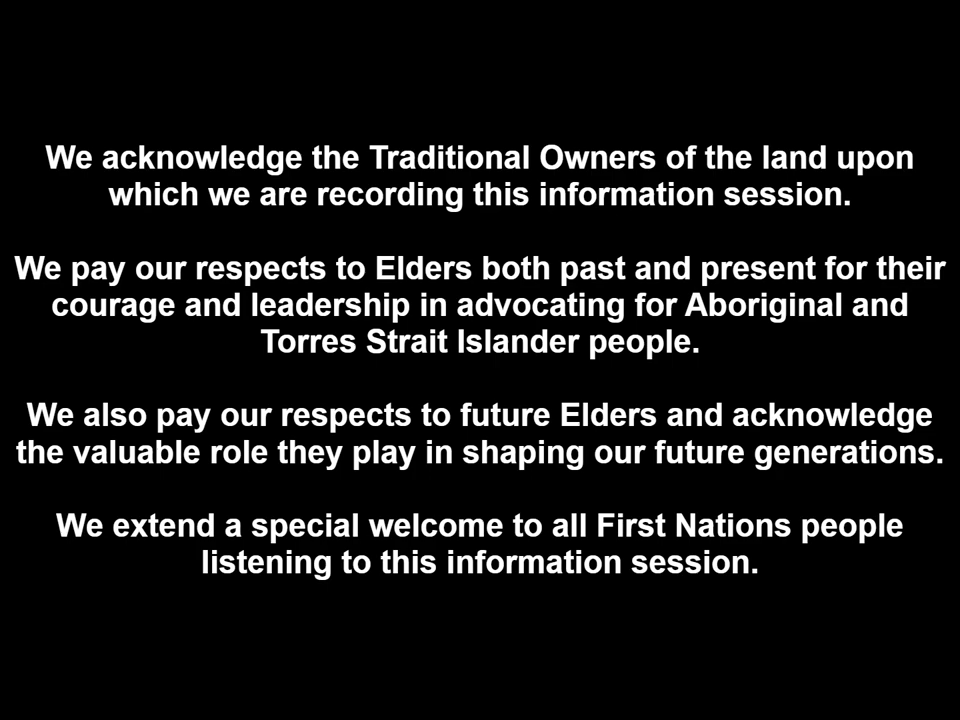 We acknowledge the Traditional Owners of the land upon
which we are recording this information session.
We pay our respects to Elders both past and present for their
courage and leadership in advocating for Aboriginal and
Torres Strait Islander people.
We also pay our respects to future Elders and acknowledge
the valuable role they play in shaping our future generations.
We extend a special welcome to all First Nations people
listening to this information session.